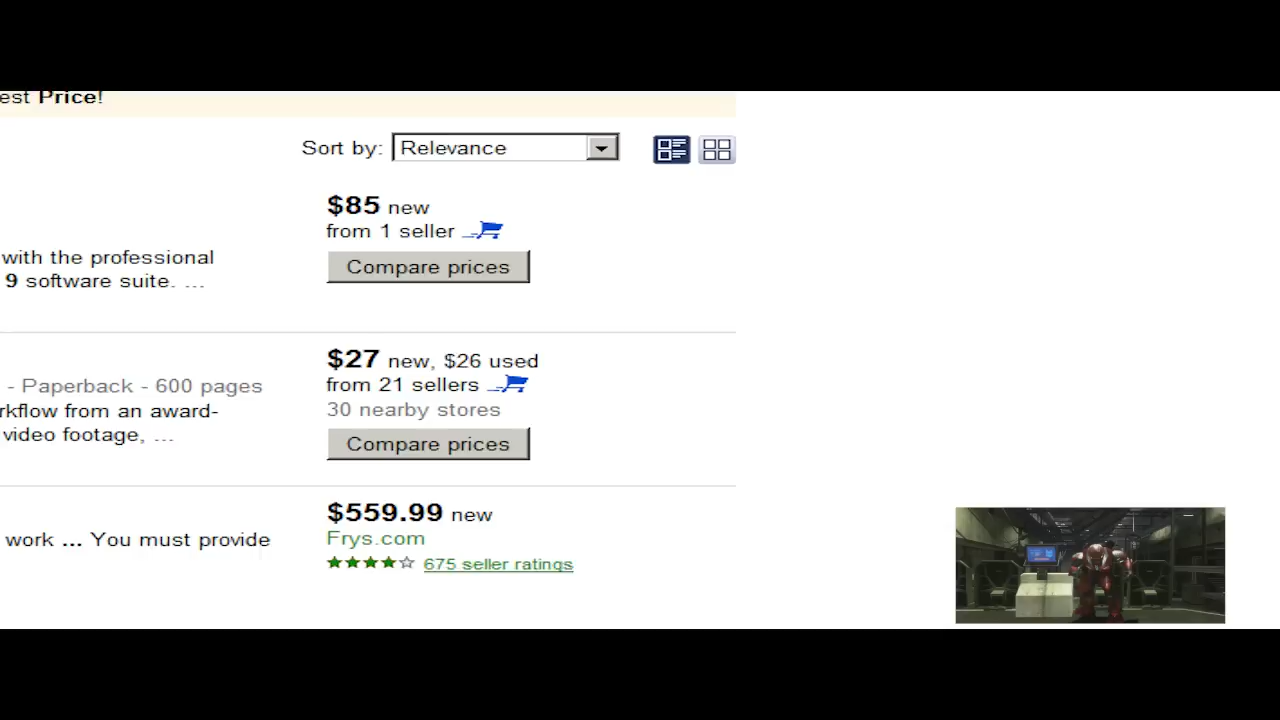 est Price!
Sort by: Relevance
$85 new
from 1 seller
with the professional
Compare prices
9 software suite. ...
$27 new, $26 used
- Paperback - 600 pages
from 21 sellers
rkflow from an award-
30 nearby stores
video footage, ...
Compare prices
$559.99 new
work ... You must provide
Frys.com
675 seller ratings